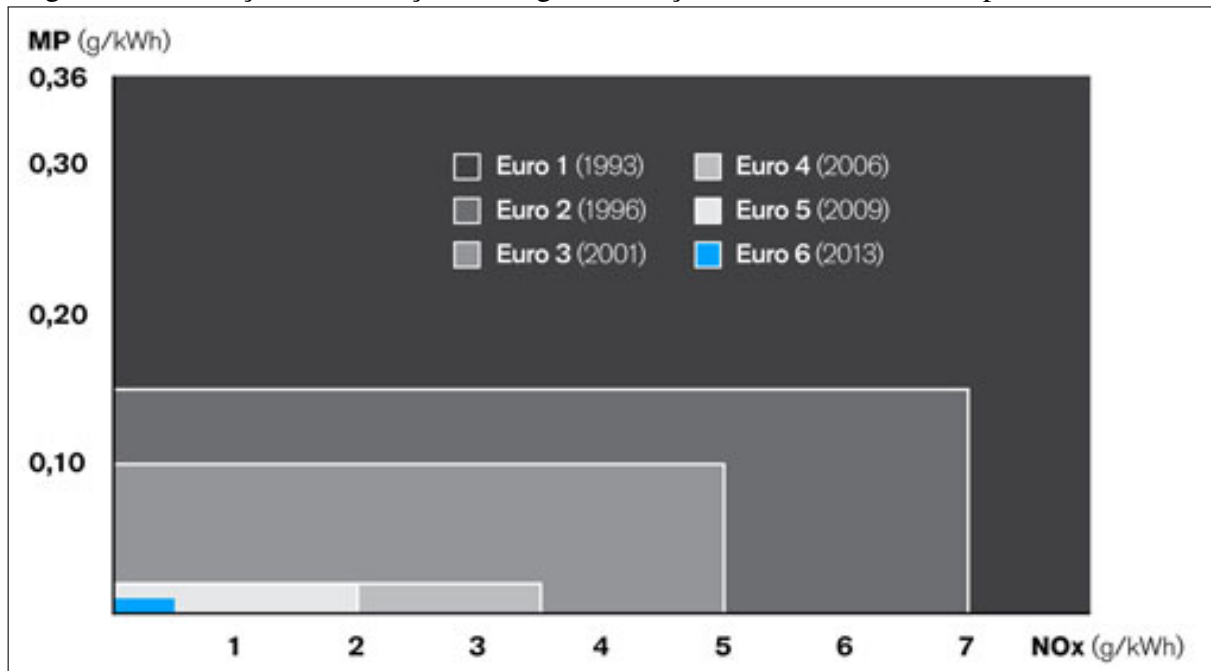 MP (g/kWh)
0,36
0,30
0,20
0,10
Euro 1 (1993)
Euro 2 (1996)
Euro 3 (2001)
Euro 4 (2006)
Euro 5 (2009)
Euro 6 (2013)
1 2 3 4 5 6 7 NOx (g/kWh)